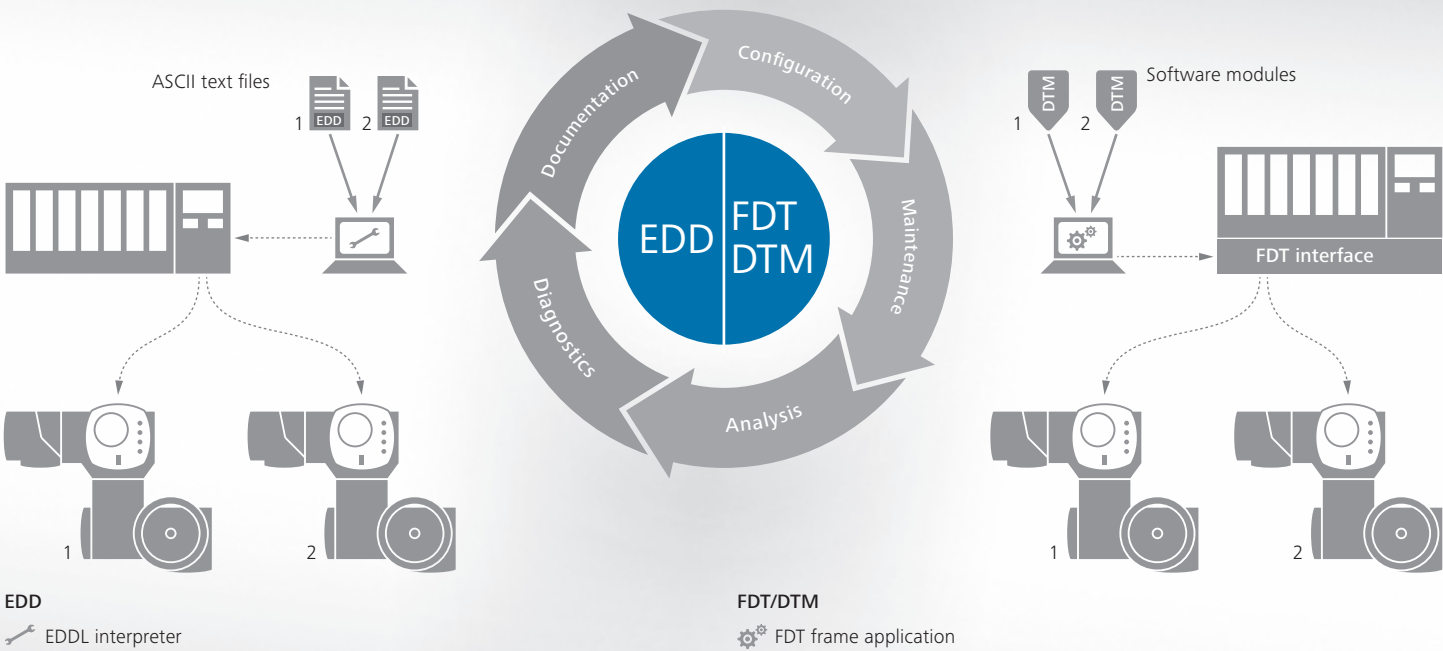 ASCII text files
1 EDD 2 EDD
Configuration
Maintenance
Analysis
Diagnostics
Documentation
EDD
FDT
DTM
Software modules
1 DTM 2 DTM
FDT interface
1
2
1
2
EDD
EDDL interpreter
FDT/DTM
FDT frame application